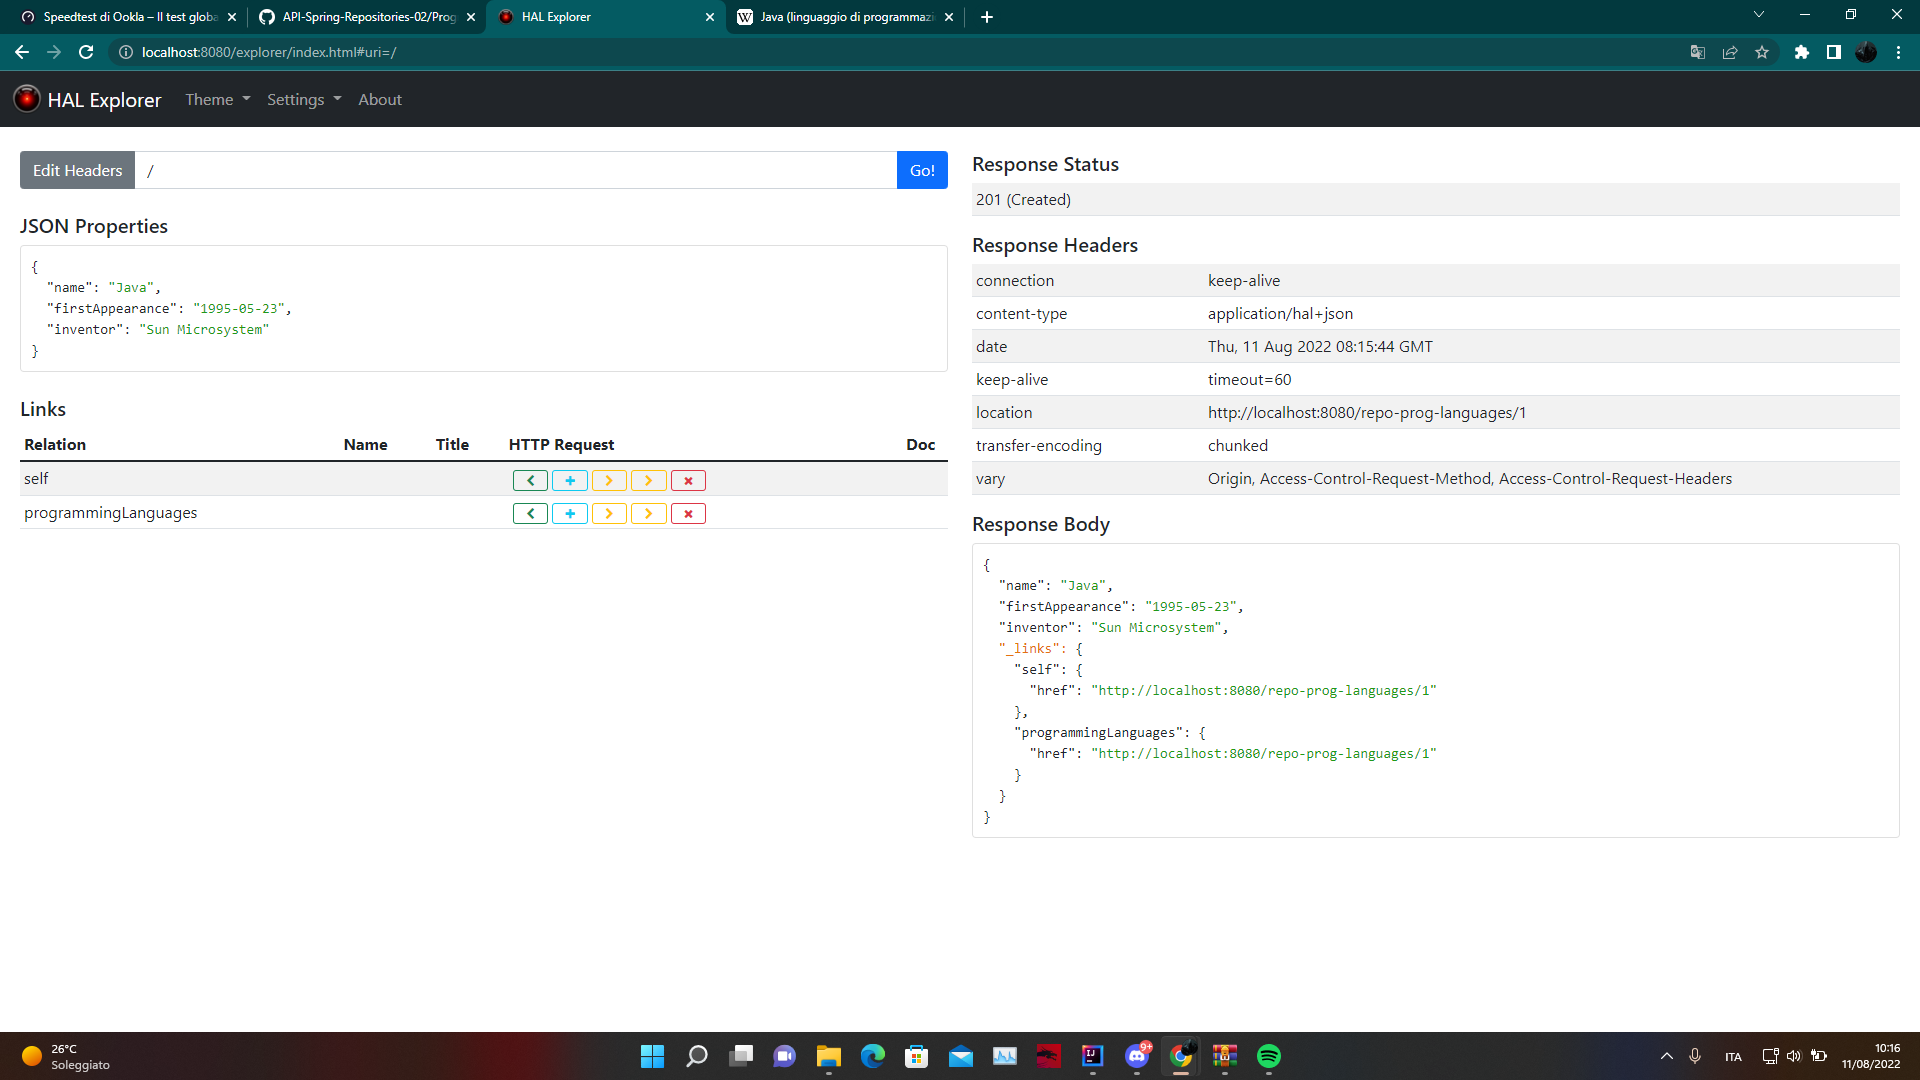 Speedtest di Ookla – Il test globa
API-Spring-Repositories-02/Prog
HAL Explorer
Java (linguaggio di programmazi
localhost:8080/explorer/index.html#uri=/
HAL Explorer
Theme
Settings
About
Edit Headers
/
Go!
JSON Properties
{
"name": "Java",
"firstAppearance": "1995-05-23",
"inventor": "Sun Microsystem"
}
Links
Relation Name Title HTTP Request Doc
self
programmingLanguages
Response Status
201 (Created)
Response Headers
connection keep-alive
content-type application/hal+json
date Thu, 11 Aug 2022 08:15:44 GMT
keep-alive timeout=60
location http://localhost:8080/repo-prog-languages/1
transfer-encoding chunked
vary Origin, Access-Control-Request-Method, Access-Control-Request-Headers
Response Body
{
"name": "Java",
"firstAppearance": "1995-05-23",
"inventor": "Sun Microsystem",
"_links": {
"self": {
"href": "http://localhost:8080/repo-prog-languages/1"
},
"programmingLanguages": {
"href": "http://localhost:8080/repo-prog-languages/1"
}
}
}
26°C
Soleggiato
9+
ITA
10:16
11/08/2022